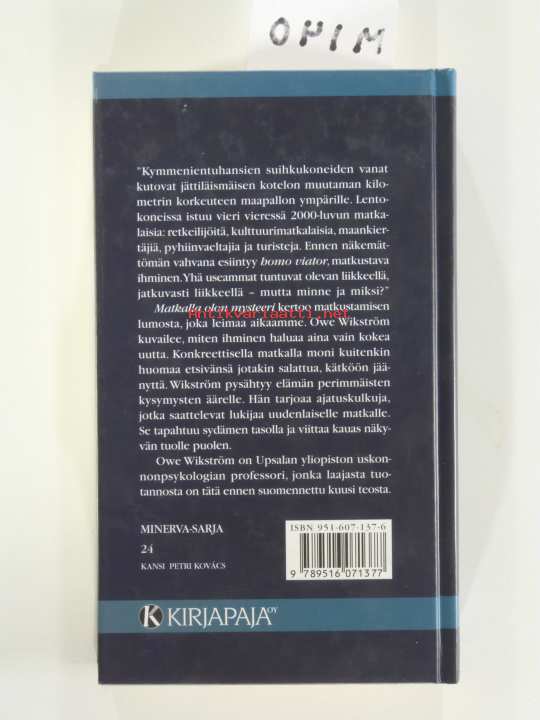 M140
"Kymmenientuhansien suihkukoneiden vanat
kutovat jättiläismäisen kotelon muutaman kilo-
metrin korkeuteen maapallon ympärille. Lento-
koneissa istuu vieri vieressä 2000-luvun matka-
laisia: retkeilijöitä, kulttuurimatkalaisia, maankier-
täjiä, pyhiinvaeltajia ja turisteja. Ennen näkemät-
tömän vahvana esiintyy homo viator, matkustava
ihminen. Yhä useammat tuntuvat olevan liikkeellä,
jatkuvasti liikkeellä – mutta minne ja miksi?"
Matkalla olon mysteeri kertoo matkustamisen
Antikvariaatti.net
lumosta, joka leimaa aikaamme. Owe Wikström
kuvailee, miten ihminen haluaa aina vain kokea
uutta. Konkreettisella matkalla moni kuitenkin
huomaa etsivänsä jotakin salattua, kätköön jää-
nyttä. Wikström pysähtyy elämän perimmäisten
kysymysten äärelle. Hän tarjoaa ajatuskulkuja,
jotka saattelevat lukijaa uudenlaiselle matkalle.
Se tapahtuu sydämen tasolla ja viittaa kauas näky-
vän tuolle puolen.
Owe Wikström on Upsalan yliopiston uskon-
nonpsykologian professori, jonka laajasta tuo-
tannosta on tätä ennen suomennettu kuusi teosta.
MINERVA-SARJA
24
KANSI PETRI KOVÁCS
ISBN 951-607-137-6
9 789516 071377
K KIRJAPAJA OY